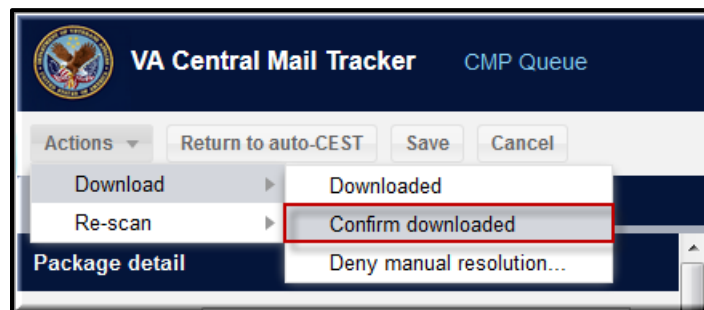 VA Central Mail Tracker CMP Queue
Actions Return to auto-CEST Save Cancel
Download Downloaded
Re-scan Confirm downloaded
Package detail Deny manual resolution...